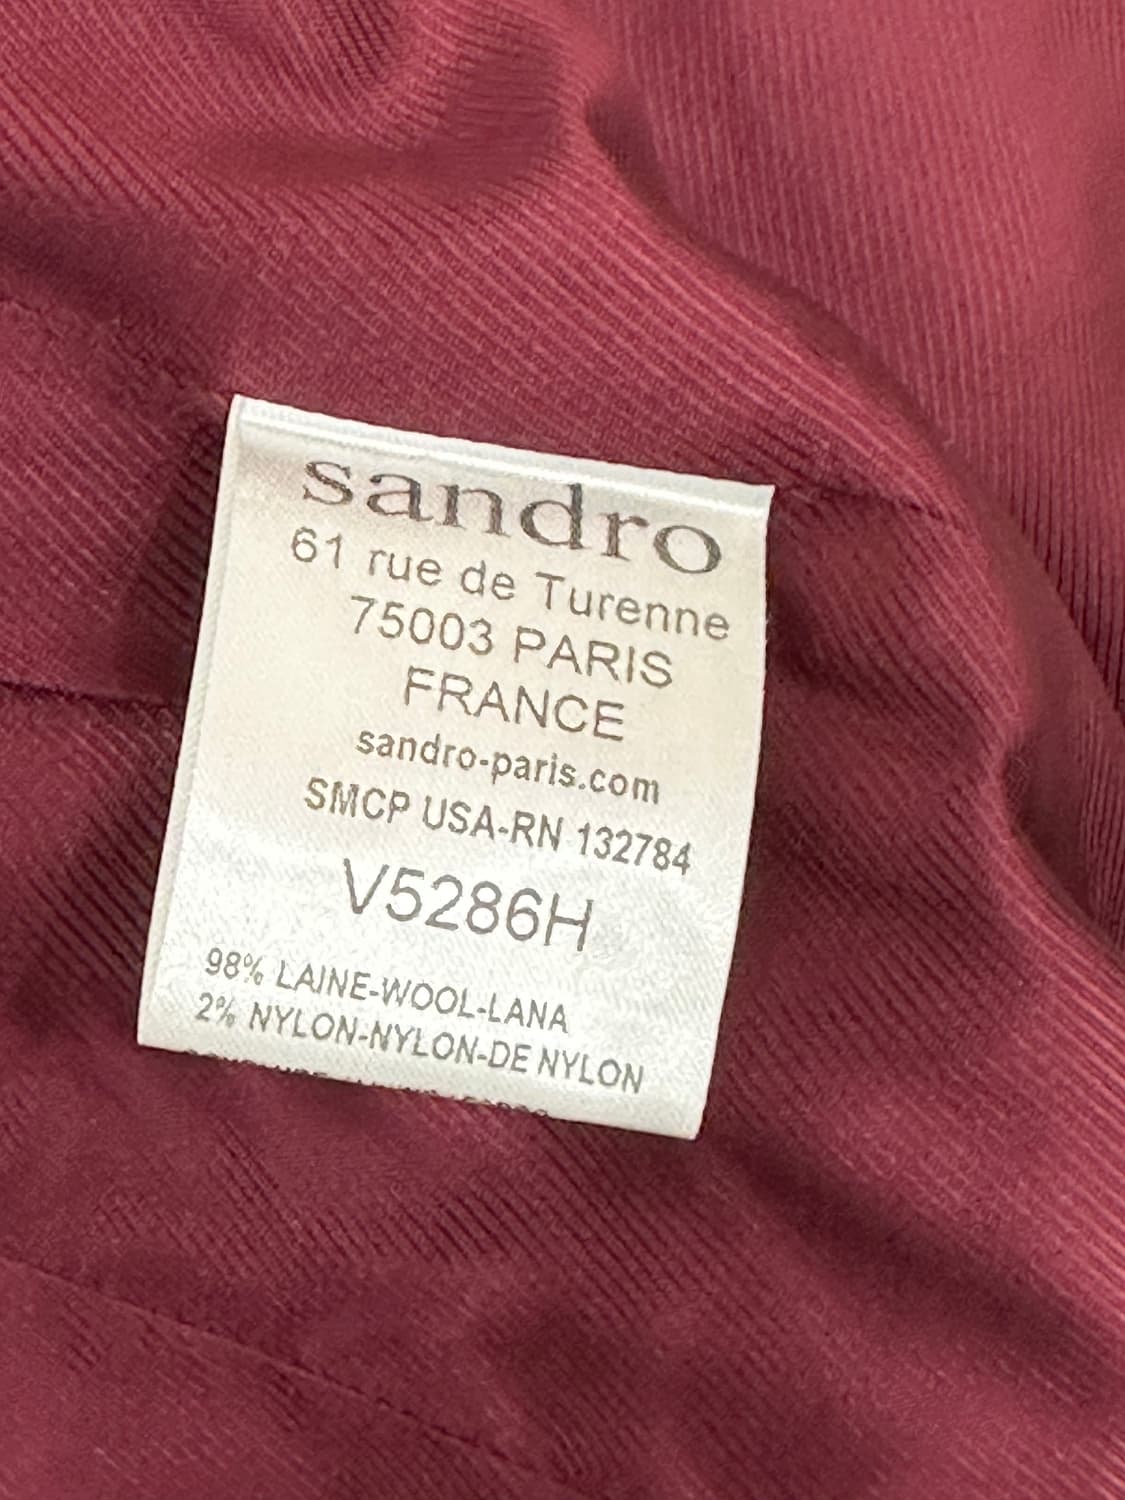 sandro
61 rue de Turenne
75003 PARIS
FRANCE
sandro-paris.com
SMCP USA-RN 132784
V5286H
98% LAINE-WOOL-LANA
2% NYLON-NYLON-DE NYLON